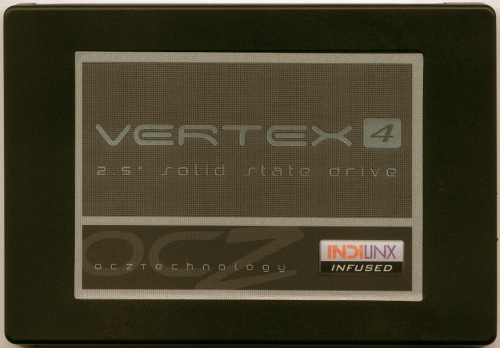 VERTEX 4
2.5" solid state drive
OCZ
OCZTechnology
INDILINX
INFUSED